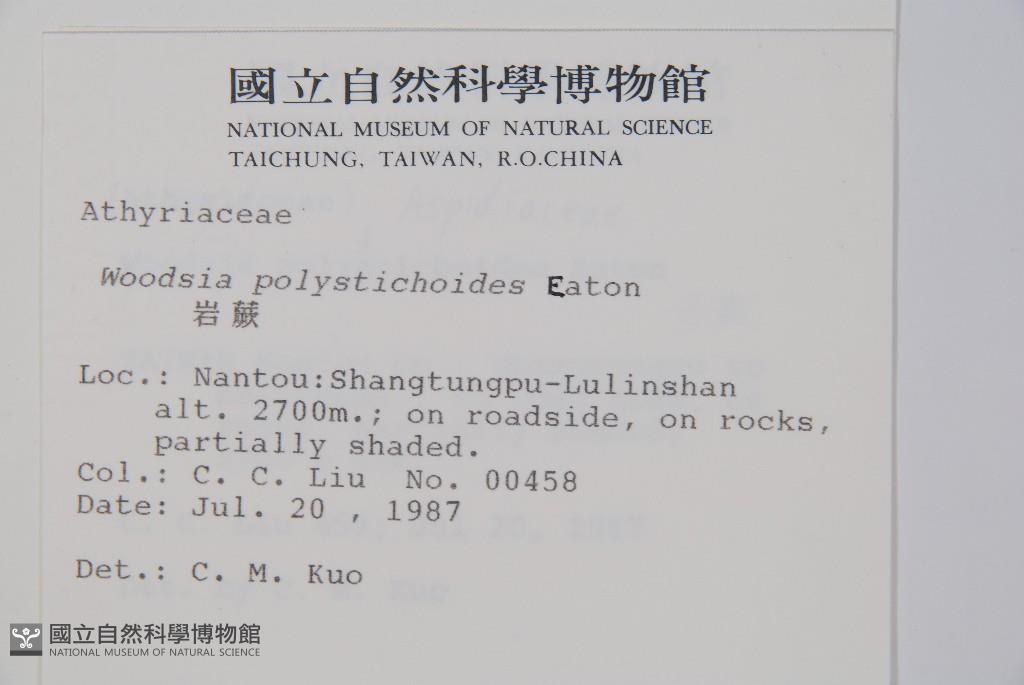 國立自然科學博物館
NATIONAL MUSEUM OF NATURAL SCIENCE
TAICHUNG, TAIWAN, R.O.CHINA
Athyriaceae
Woodsia polystichoides Eaton
岩蕨
Loc.: Nantou:Shangtungpu-Lulinshan
alt. 2700m.; on roadside, on rocks,
partially shaded.
Col.: C. C. Liu No. 00458
Date: Jul. 20 , 1987
Det.: C. M. Kuo
國立自然科學博物館
NATIONAL MUSEUM OF NATURAL SCIENCE